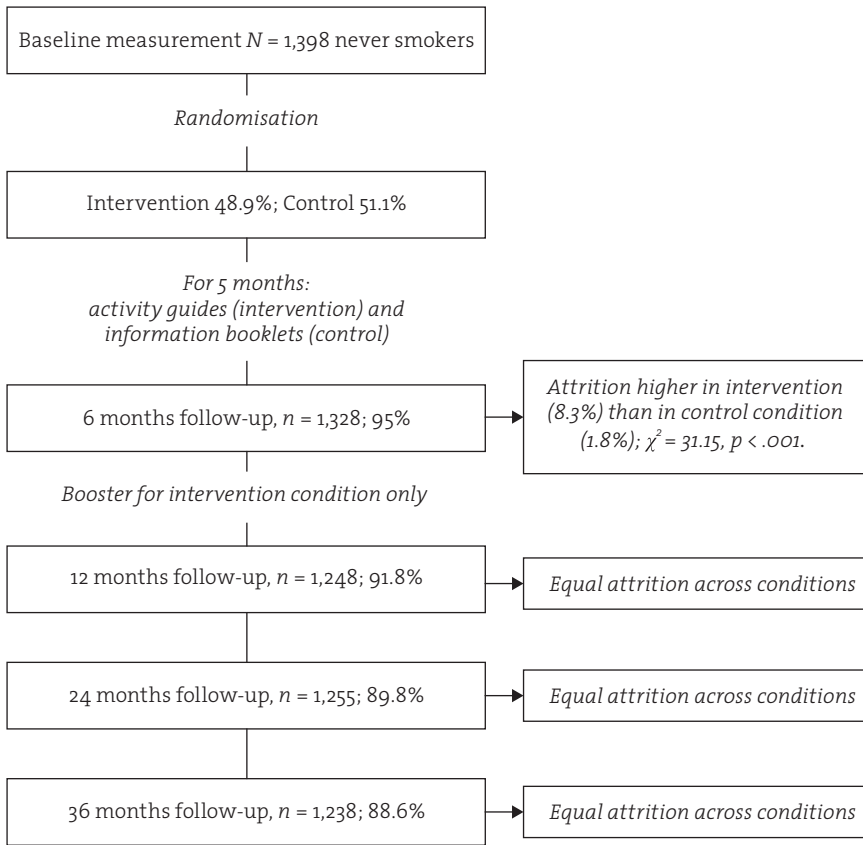 Baseline measurement N = 1,398 never smokers
Randomisation
Intervention 48.9%; Control 51.1%
For 5 months:
activity guides (intervention) and
information booklets (control)
6 months follow-up, n = 1,328; 95%
Attrition higher in intervention
(8.3%) than in control condition
(1.8%); χ² = 31.15, p < .001.
Booster for intervention condition only
12 months follow-up, n = 1,248; 91.8%
Equal attrition across conditions
24 months follow-up, n = 1,255; 89.8%
Equal attrition across conditions
36 months follow-up, n = 1,238; 88.6%
Equal attrition across conditions